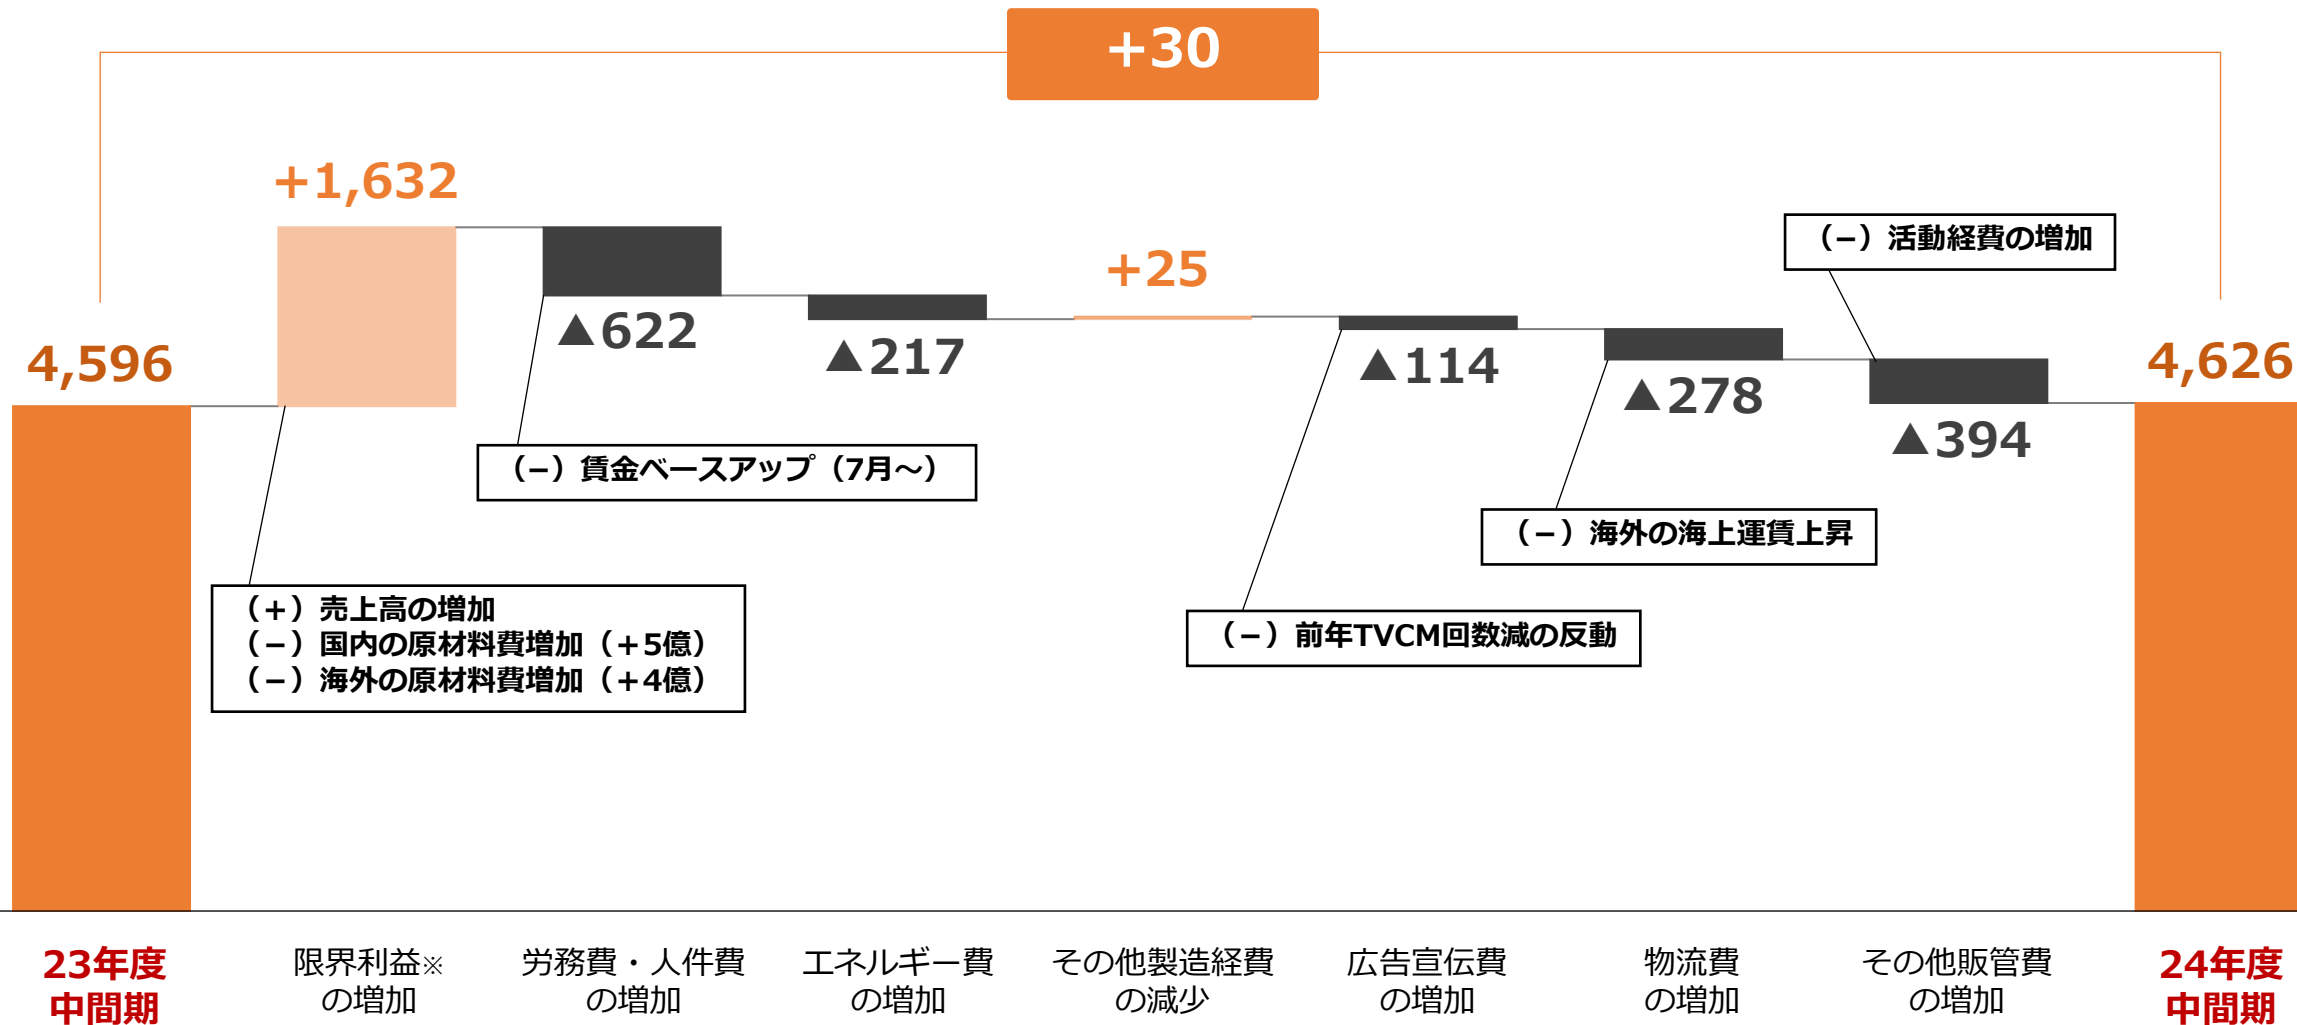 +30
+1,632
+25
(−)活動経費の増加
▲622
▲217
▲114
▲278
▲394
4,596
4,626
(−)賃金ベースアップ(7月～)
(−)海外の海上運賃上昇
(+)売上高の増加
(−)国内の原材料費増加(+5億)
(−)海外の原材料費増加(+4億)
(−)前年TVCM回数減の反動
23年度
中間期
限界利益※
の増加
労務費・人件費
の増加
エネルギー費
の増加
その他製造経費
の減少
広告宣伝費
の増加
物流費
の増加
その他販管費
の増加
24年度
中間期